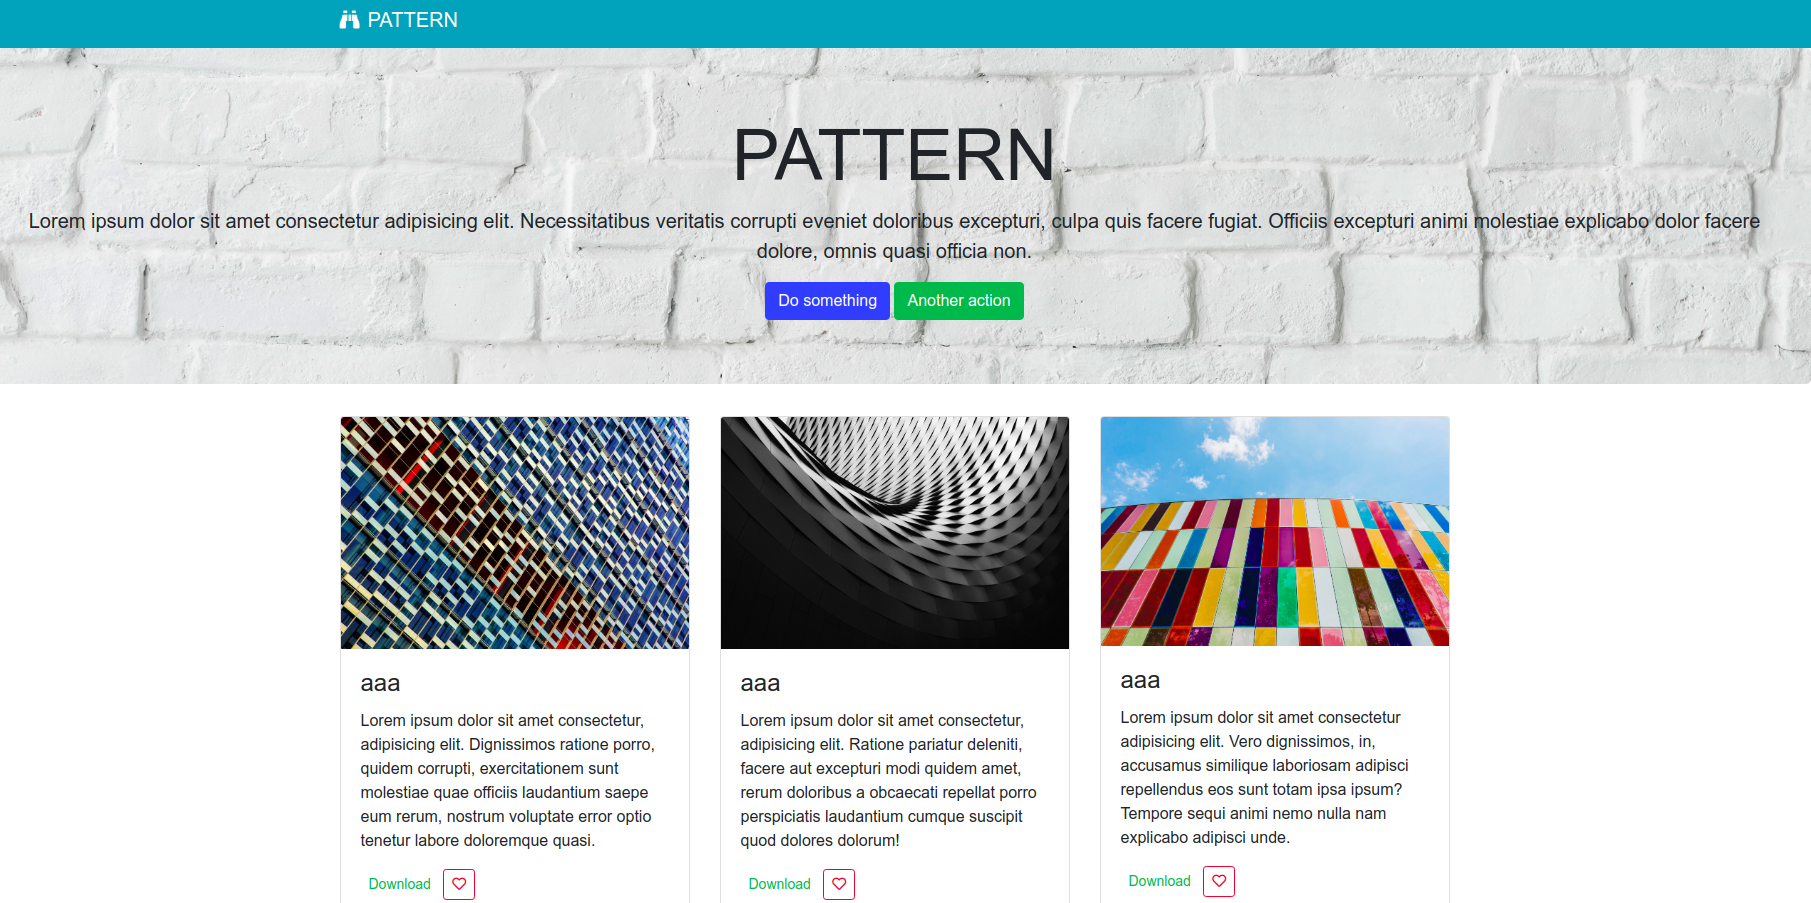 PATTERN
PATTERN
Lorem ipsum dolor sit amet consectetur adipisicing elit. Necessitatibus veritatis corrupti eveniet doloribus excepturi, culpa quis facere fugiat. Officiis excepturi animi molestiae explicabo dolor facere
dolore, omnis quasi officia non.
Do something Another action
aaa
Lorem ipsum dolor sit amet consectetur,
adipisicing elit. Dignissimos ratione porro,
quidem corrupti, exercitationem sunt
molestiae quae officiis laudantium saepe
eum rerum, nostrum voluptate error optio
tenetur labore doloremque quasi.
Download
aaa
Lorem ipsum dolor sit amet consectetur,
adipisicing elit. Ratione pariatur deleniti,
facere aut excepturi modi quidem amet,
rerum doloribus a obcaecati repellat porro
perspiciatis laudantium cumque suscipit
quod dolores dolorum!
Download
aaa
Lorem ipsum dolor sit amet consectetur
adipisicing elit. Vero dignissimos, in,
accusamus similique laboriosam adipisci
repellendus eos sunt totam ipsa ipsum?
Tempore sequi animi nemo nulla nam
explicabo adipisci unde.
Download